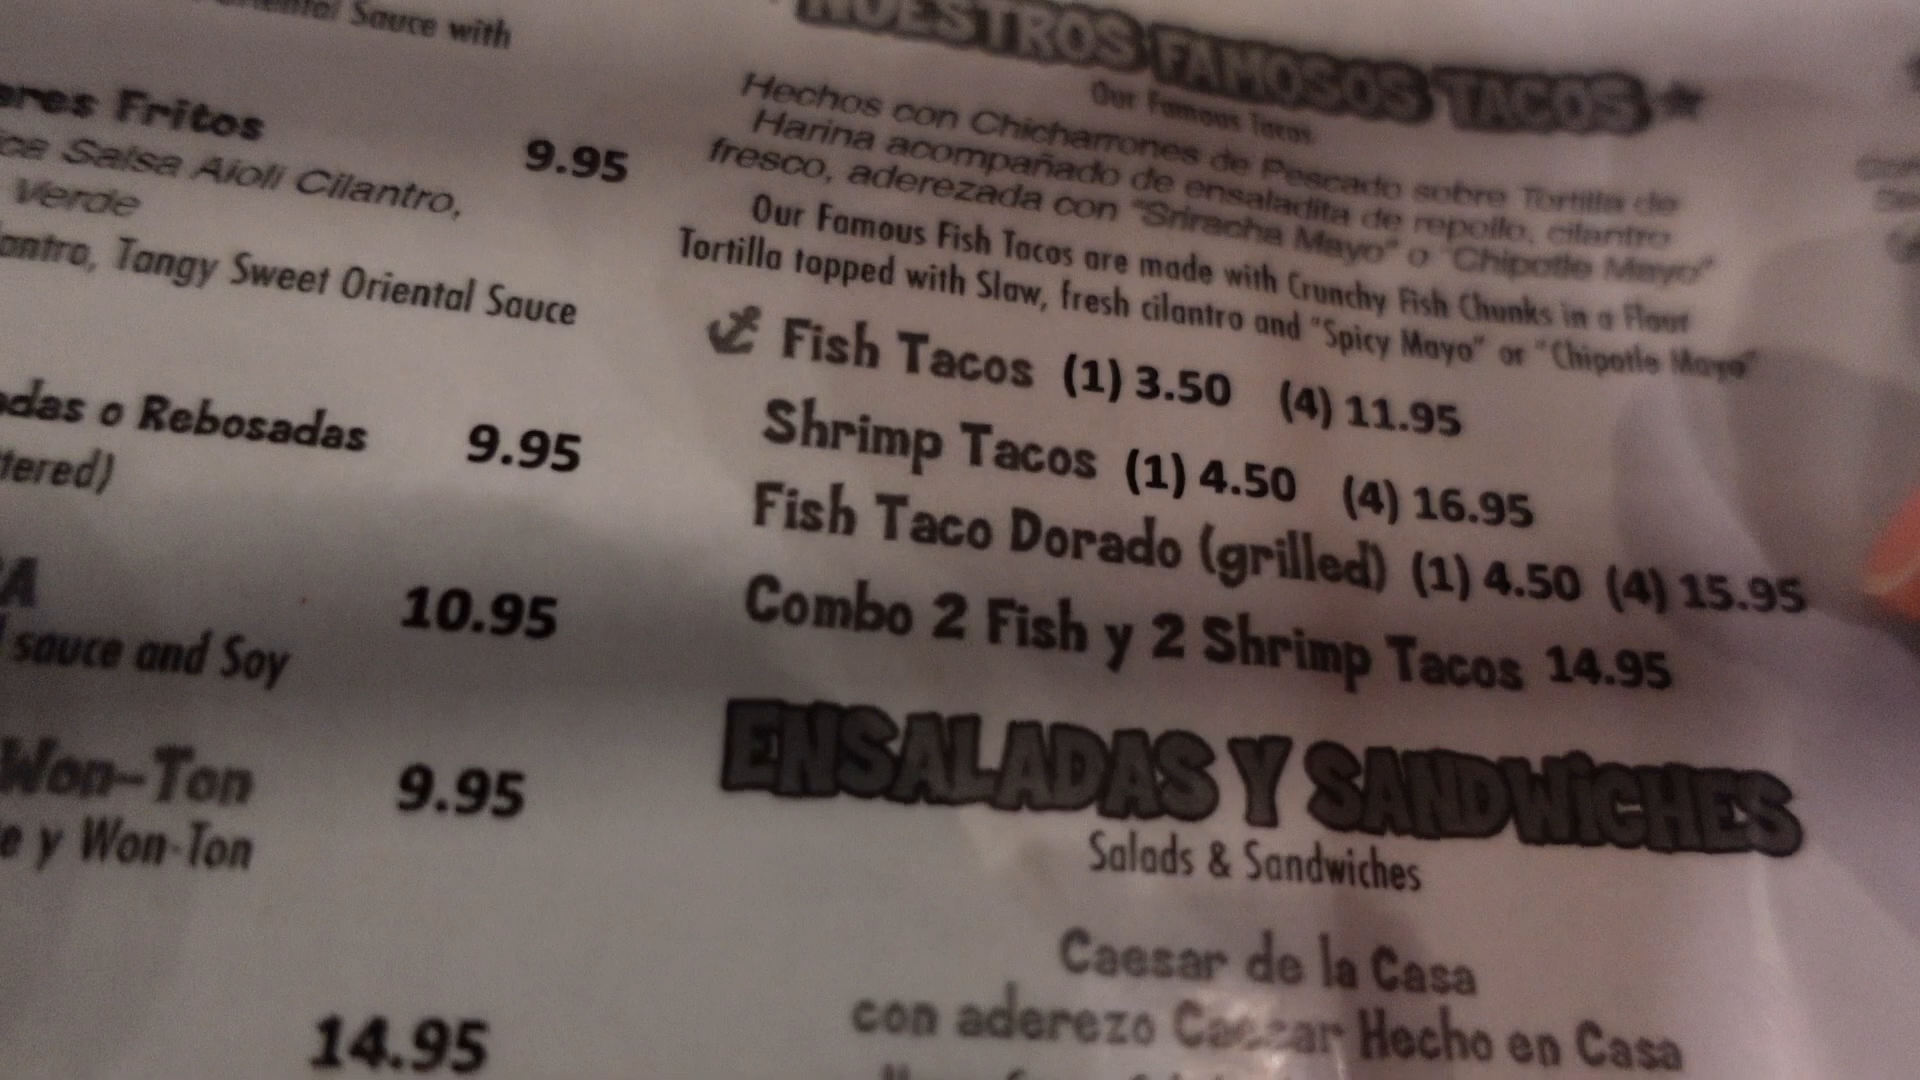 Sauce with
Fritos
9.95
Salsa Aioli Cilantro,
Verde
Tangy Sweet Oriental Sauce
o Rebosadas
9.95
10.95
sauce and Soy
Won-Ton
9.95
y Won-Ton
14.95
NUESTROS FAMOSOS TACOS
Our Famous Tacos
Hechos con Chicharrones de Pescado sobre Tortilla de
Harina acompañado de ensaladita de repollo, cilantro
fresco, aderezada con "Sriracha Mayo" o "Chipotle Mayo"
Our Famous Fish Tacos are made with Crunchy Fish Chunks in a Flour
Tortilla topped with Slaw, fresh cilantro and "Spicy Mayo" or "Chipotle Mayo"
Fish Tacos (1) 3.50 (4) 11.95
Shrimp Tacos (1) 4.50 (4) 16.95
Fish Taco Dorado (grilled) (1) 4.50 (4) 15.95
Combo 2 Fish y 2 Shrimp Tacos 14.95
ENSALADAS Y SANDWiCHES
Salads & Sandwiches
Caesar de la Casa
con aderezo Caesar Hecho en Casa